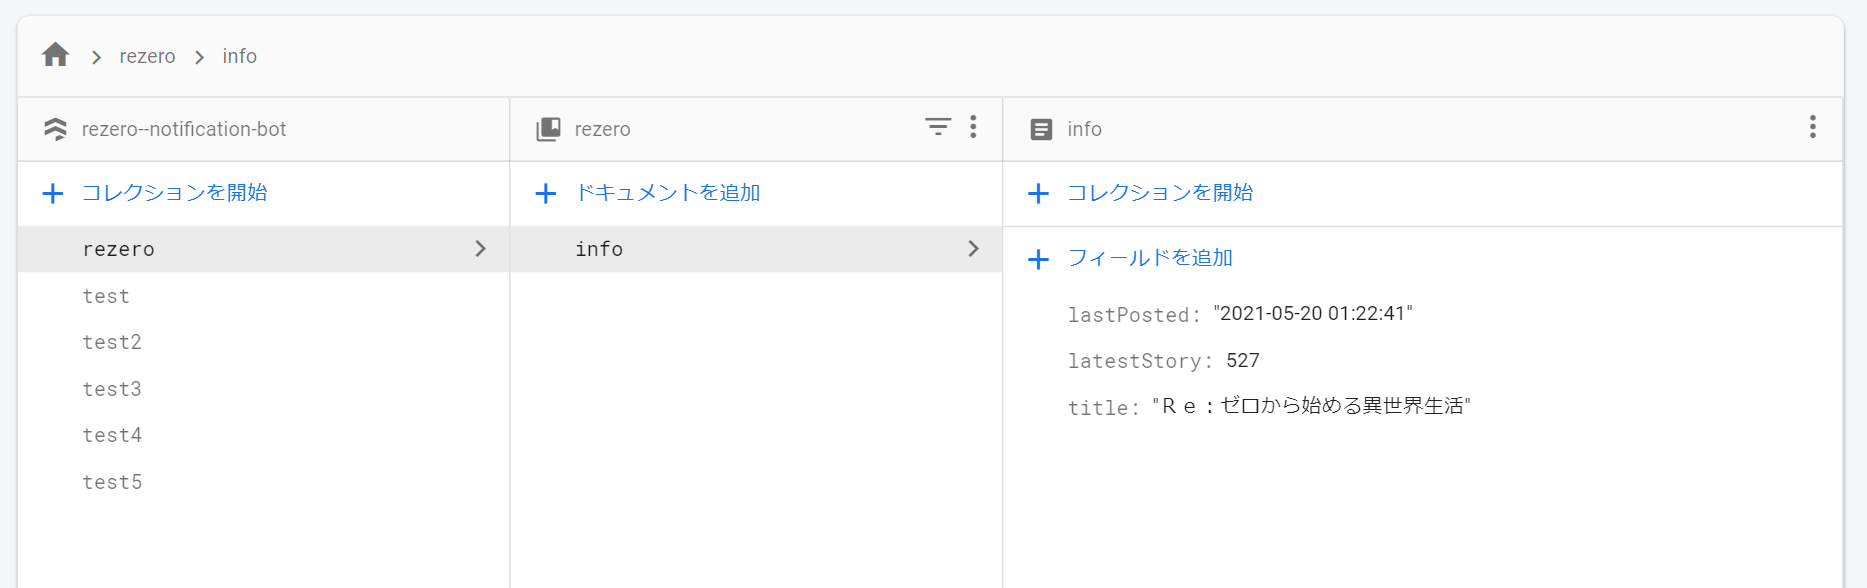 rezero
info
rezero--notification-bot
コレクションを開始
rezero
test
test2
test3
test4
test5
rezero
ドキュメントを追加
info
info
コレクションを開始
フィールドを追加
lastPosted: "2021-05-20 01:22:41"
latestStory: 527
title: "Ｒｅ：ゼロから始める異世界生活"